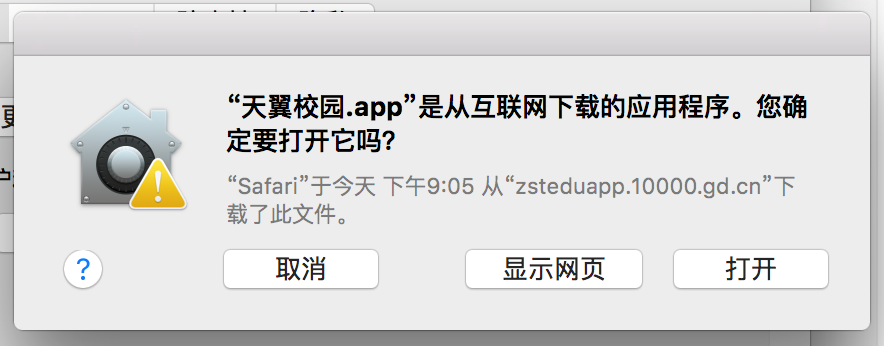 “天翼校园.app”是从互联网下载的应用程序。您确
定要打开它吗？
“Safari”于今天 下午9:05 从“zsteduapp.10000.gd.cn”下
载了此文件。
?
取消
显示网页
打开